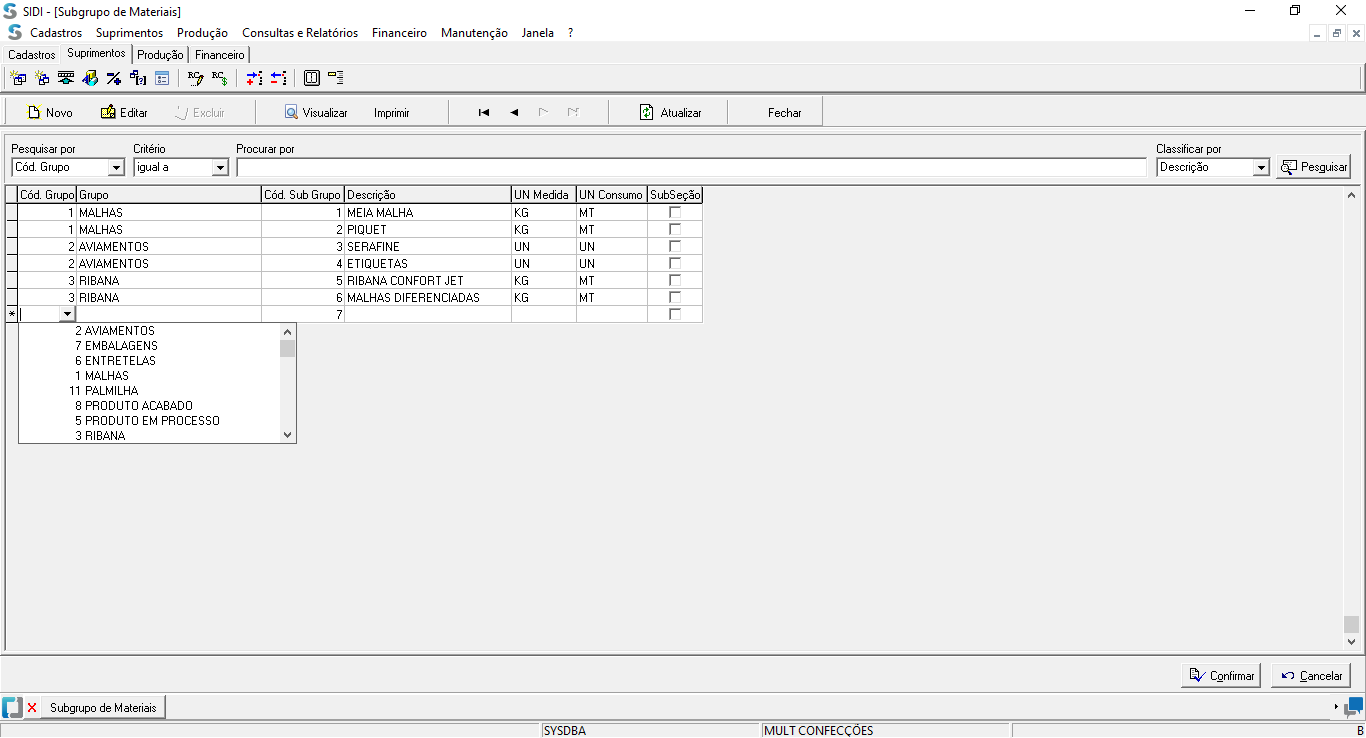 SIDI - [Subgrupo de Materiais]
Cadastros Suprimentos Produção Consultas e Relatórios Financeiro Manutenção Janela ?
Cadastros Suprimentos Produção Financeiro
Novo Editar Excluir Visualizar Imprimir Atualizar Fechar
Pesquisar por Critério Procurar por Classificar por
Cód. Grupo igual a Descrição Pesquisar
Cód. Grupo Grupo Cód. Sub Grupo Descrição UN Medida UN Consumo SubSeção
1 MALHAS 1 MEIA MALHA KG MT
1 MALHAS 2 PIQUET KG MT
2 AVIAMENTOS 3 SERAFINE UN UN
2 AVIAMENTOS 4 ETIQUETAS UN UN
3 RIBANA 5 RIBANA CONFORT JET KG MT
3 RIBANA 6 MALHAS DIFERENCIADAS KG MT
* 7
2 AVIAMENTOS
7 EMBALAGENS
6 ENTRETELAS
1 MALHAS
11 PALMILHA
8 PRODUTO ACABADO
5 PRODUTO EM PROCESSO
3 RIBANA
Confirmar Cancelar
Subgrupo de Materiais
SYSDBA MULT CONFECÇÕES B